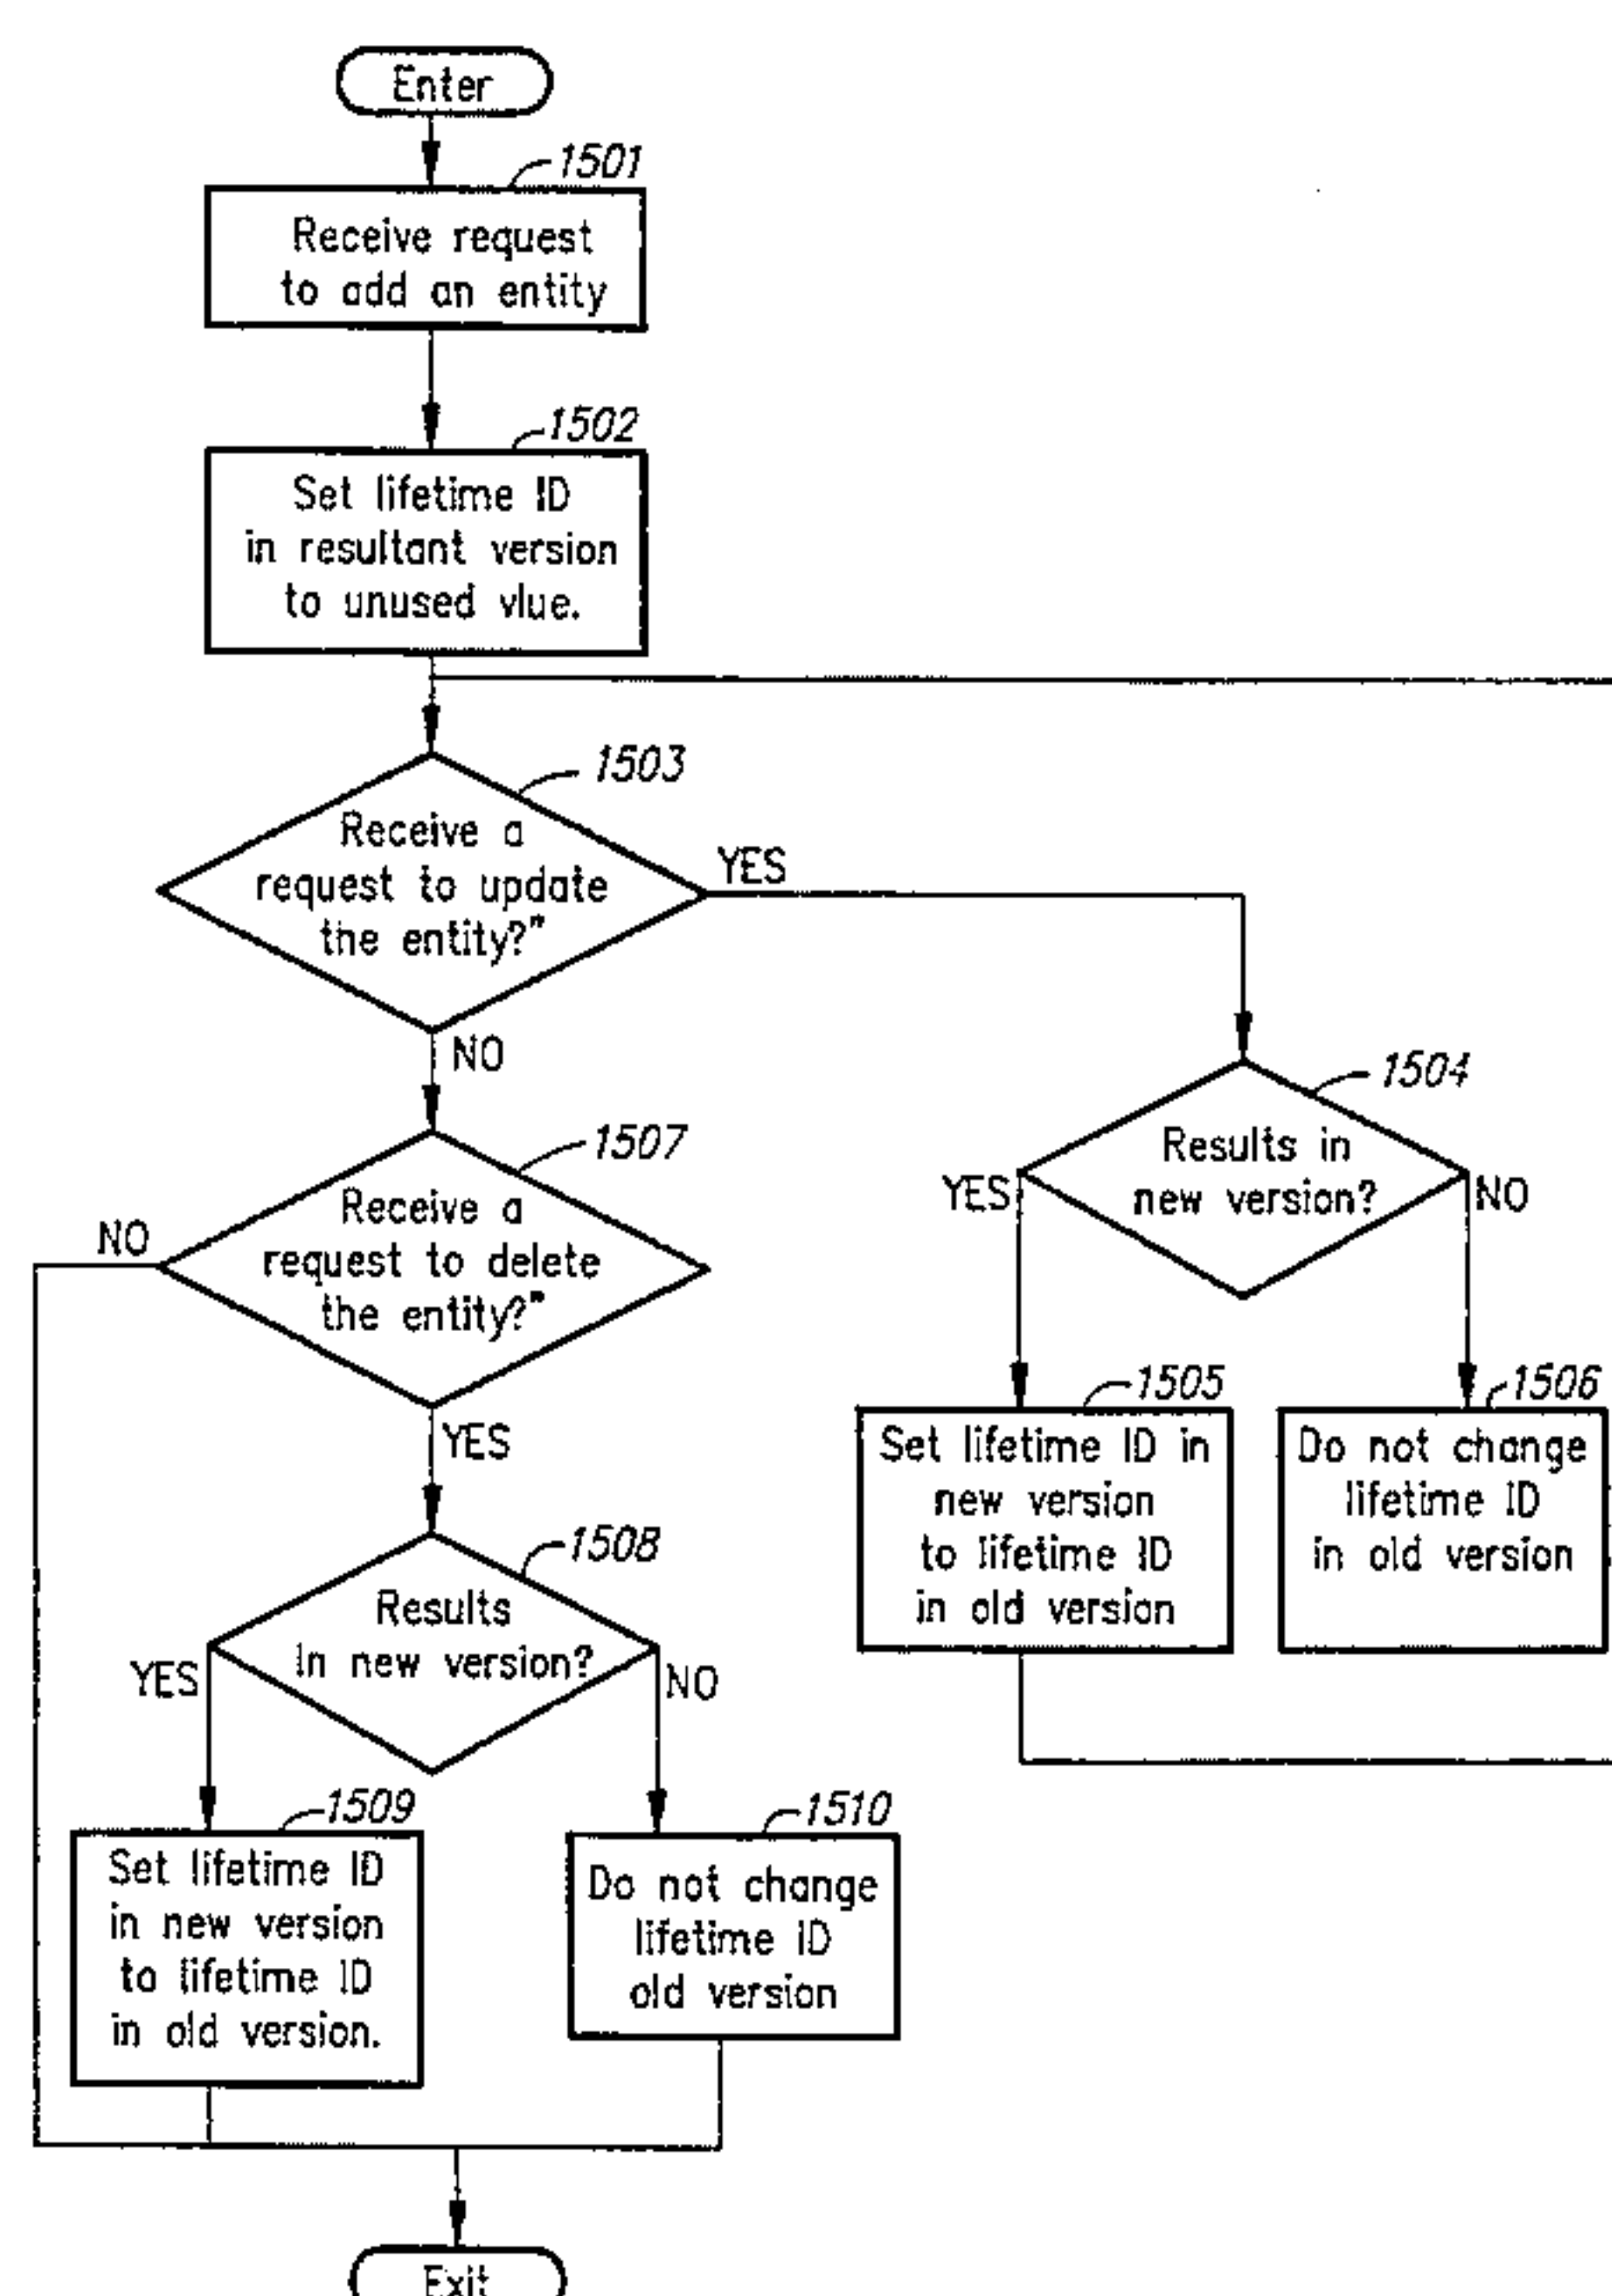 Enter
1501
Receive request
to add an entity
1502
Set lifetime ID
in resultant version
to unused vlue.
1503
Receive a
request to update
the entity?"
YES
NO
1504
Results in
new version?
YES
NO
1507
Receive a
request to delete
the entity?"
NO
YES
1505
Set lifetime ID in
new version
to lifetime ID
in old version
1506
Do not change
lifetime ID
in old version
1508
Results
In new version?
YES
NO
1509
Set lifetime ID
in new version
to lifetime ID
in old version.
1510
Do not change
lifetime ID
old version
Exit